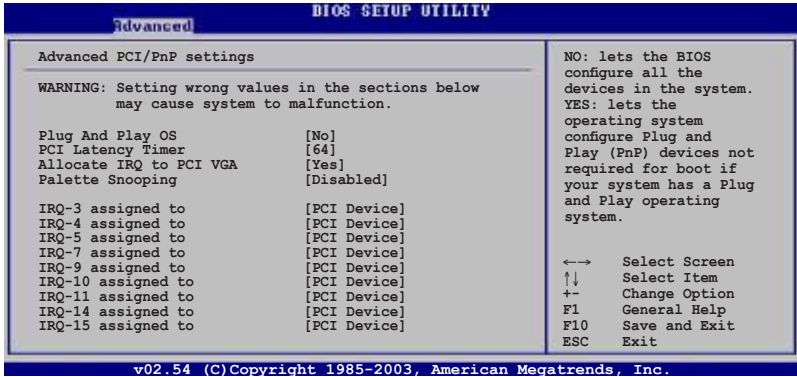 BIOS SETUP UTILITY
Advanced
Advanced PCI/PnP settings
WARNING: Setting wrong values in the sections below
may cause system to malfunction.
Plug And Play OS [No]
PCI Latency Timer [64]
Allocate IRQ to PCI VGA [Yes]
Palette Snooping [Disabled]
IRQ-3 assigned to [PCI Device]
IRQ-4 assigned to [PCI Device]
IRQ-5 assigned to [PCI Device]
IRQ-7 assigned to [PCI Device]
IRQ-9 assigned to [PCI Device]
IRQ-10 assigned to [PCI Device]
IRQ-11 assigned to [PCI Device]
IRQ-14 assigned to [PCI Device]
IRQ-15 assigned to [PCI Device]
NO: lets the BIOS
configure all the
devices in the system.
YES: lets the
operating system
configure Plug and
Play (PnP) devices not
required for boot if
your system has a Plug
and Play operating
system.
←→ Select Screen
↑↓ Select Item
+- Change Option
F1 General Help
F10 Save and Exit
ESC Exit
v02.54 (C)Copyright 1985-2003, American Megatrends, Inc.